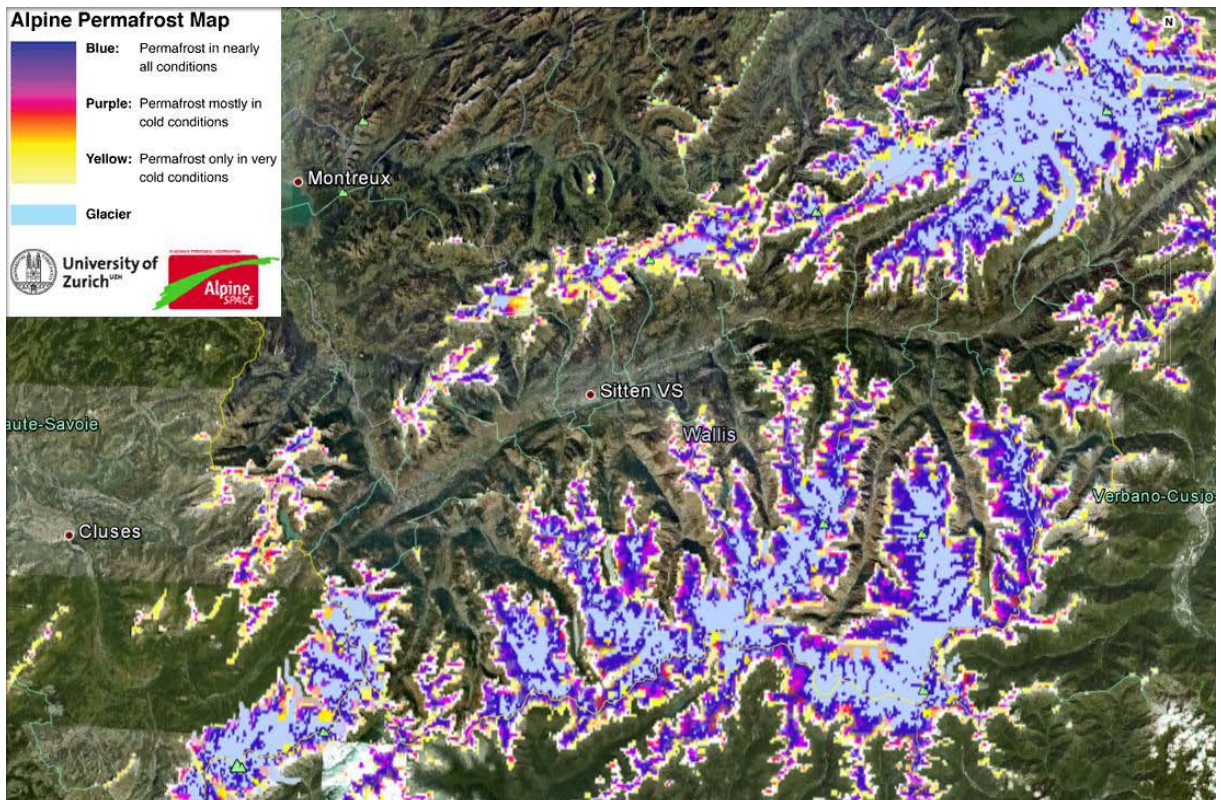 Alpine Permafrost Map
Blue: Permafrost in nearly
all conditions
Purple: Permafrost mostly in
cold conditions
Yellow: Permafrost only in very
cold conditions
Glacier
University of
Zurich UZH
Alpine
SPACE
N
Montreux
Sitten VS
Wallis
aute-Savoie
Cluses
Verbano-Cusio-